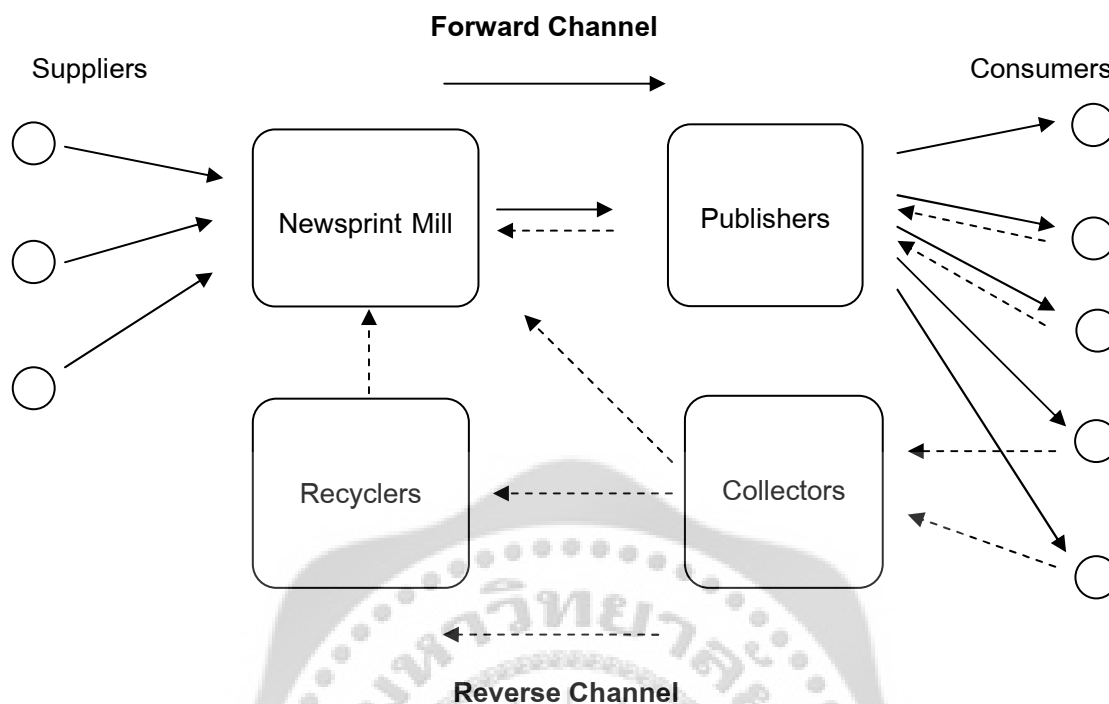 Forward Channel
Suppliers
Consumers
Newsprint Mill
Publishers
Recyclers
Collectors
Reverse Channel